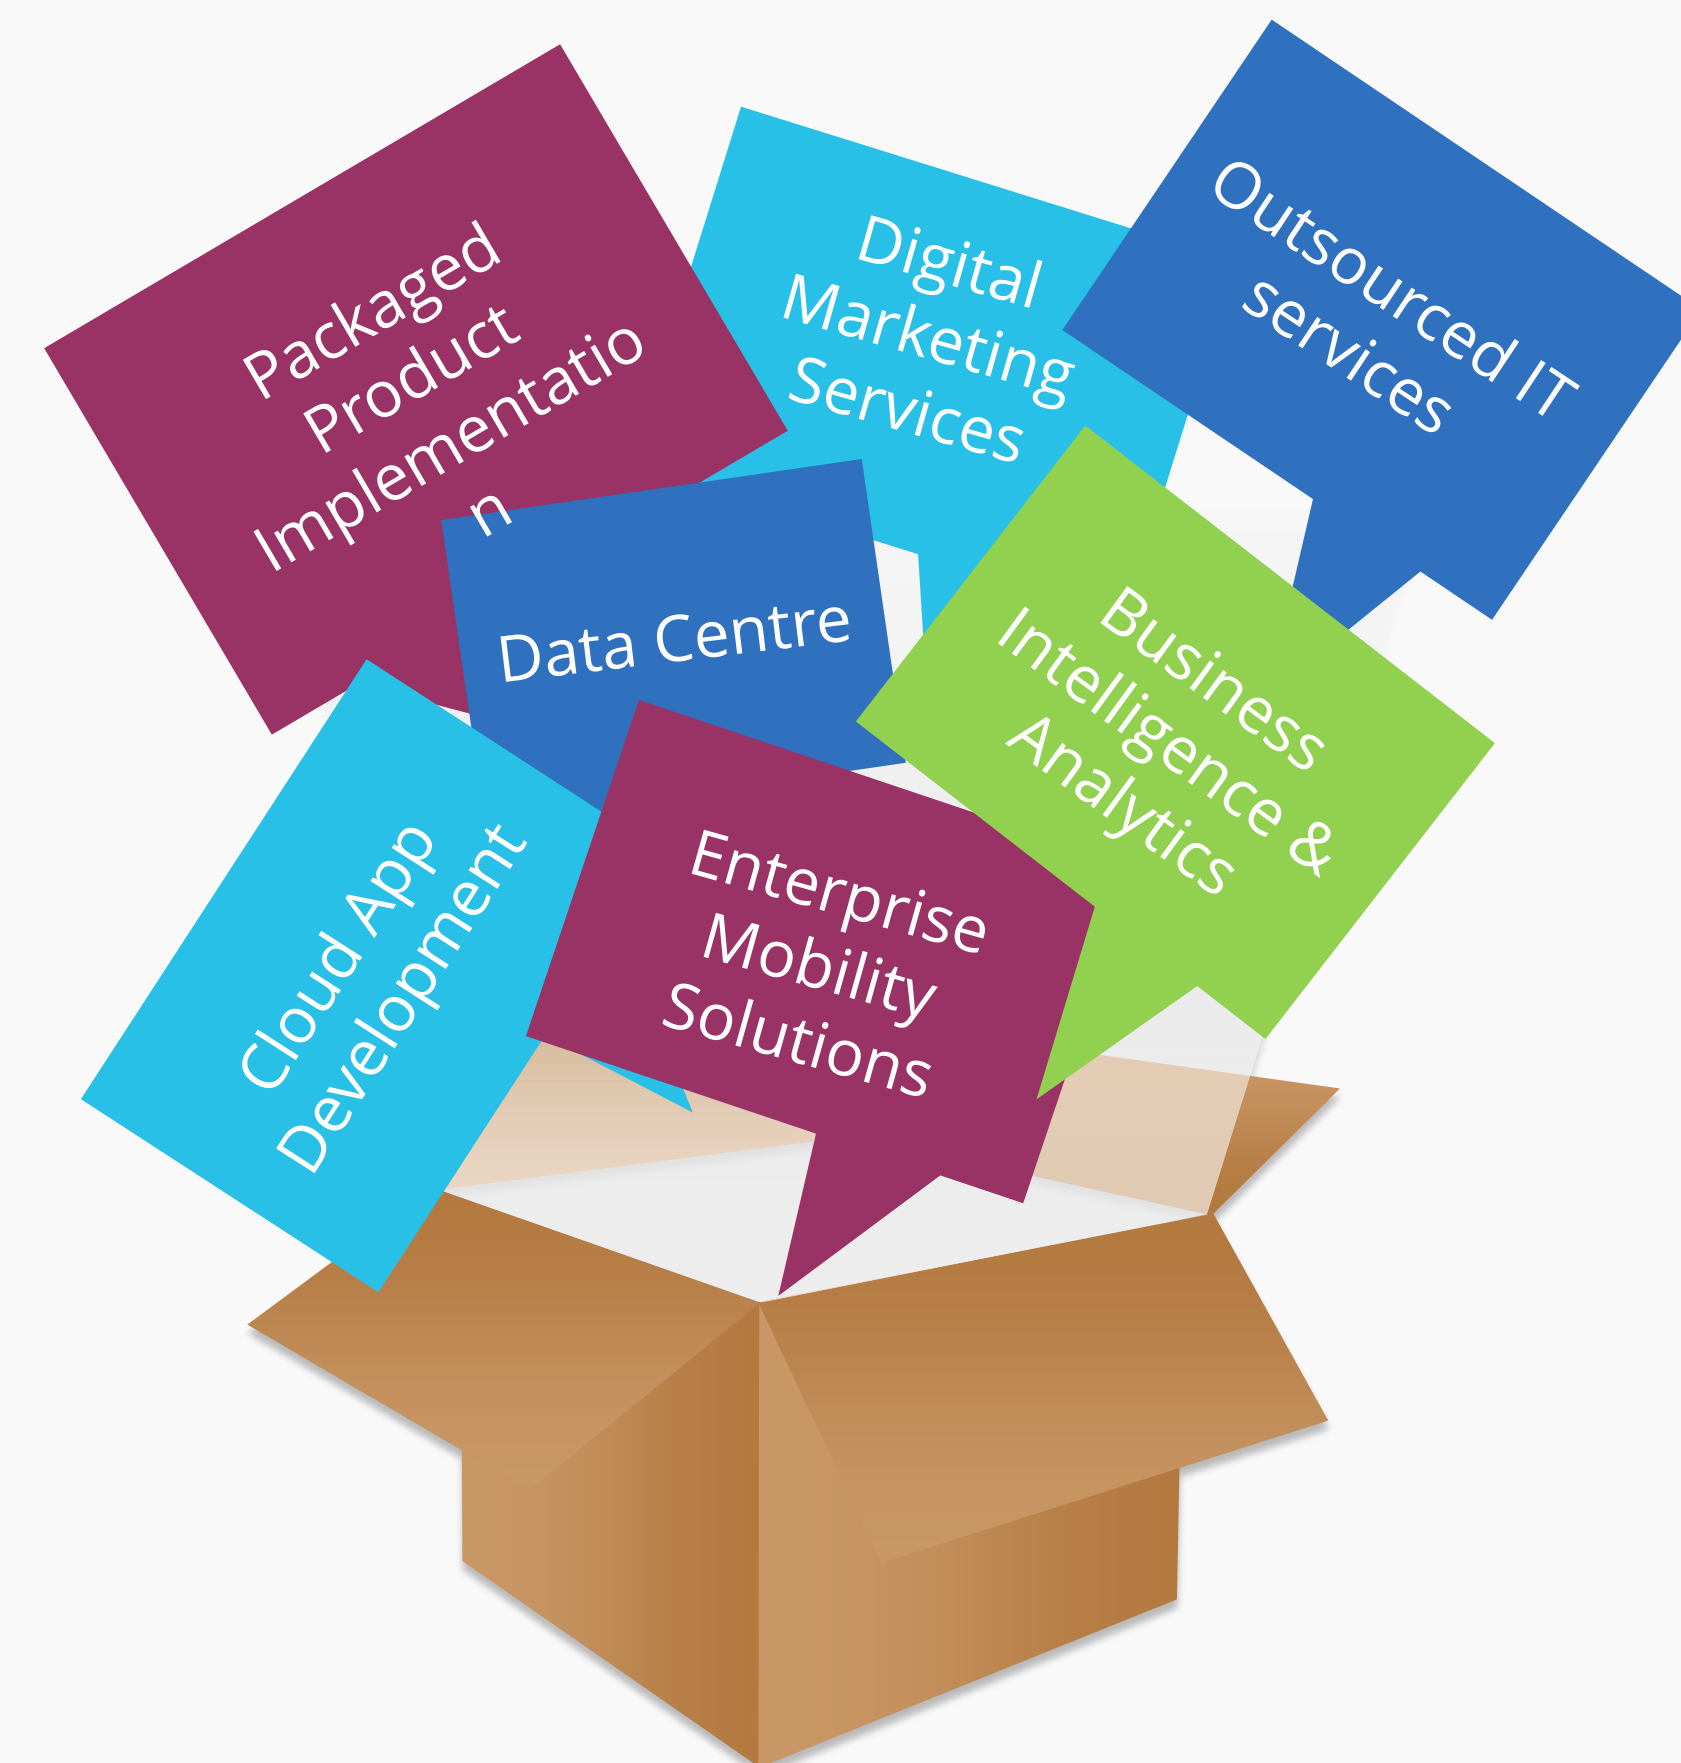 Packaged
Product
Implementatio
n
Digital
Marketing
Services
Outsourced IT
services
Data Centre
Business
Intelligence &
Analytics
Cloud App
Development
Enterprise
Mobility
Solutions